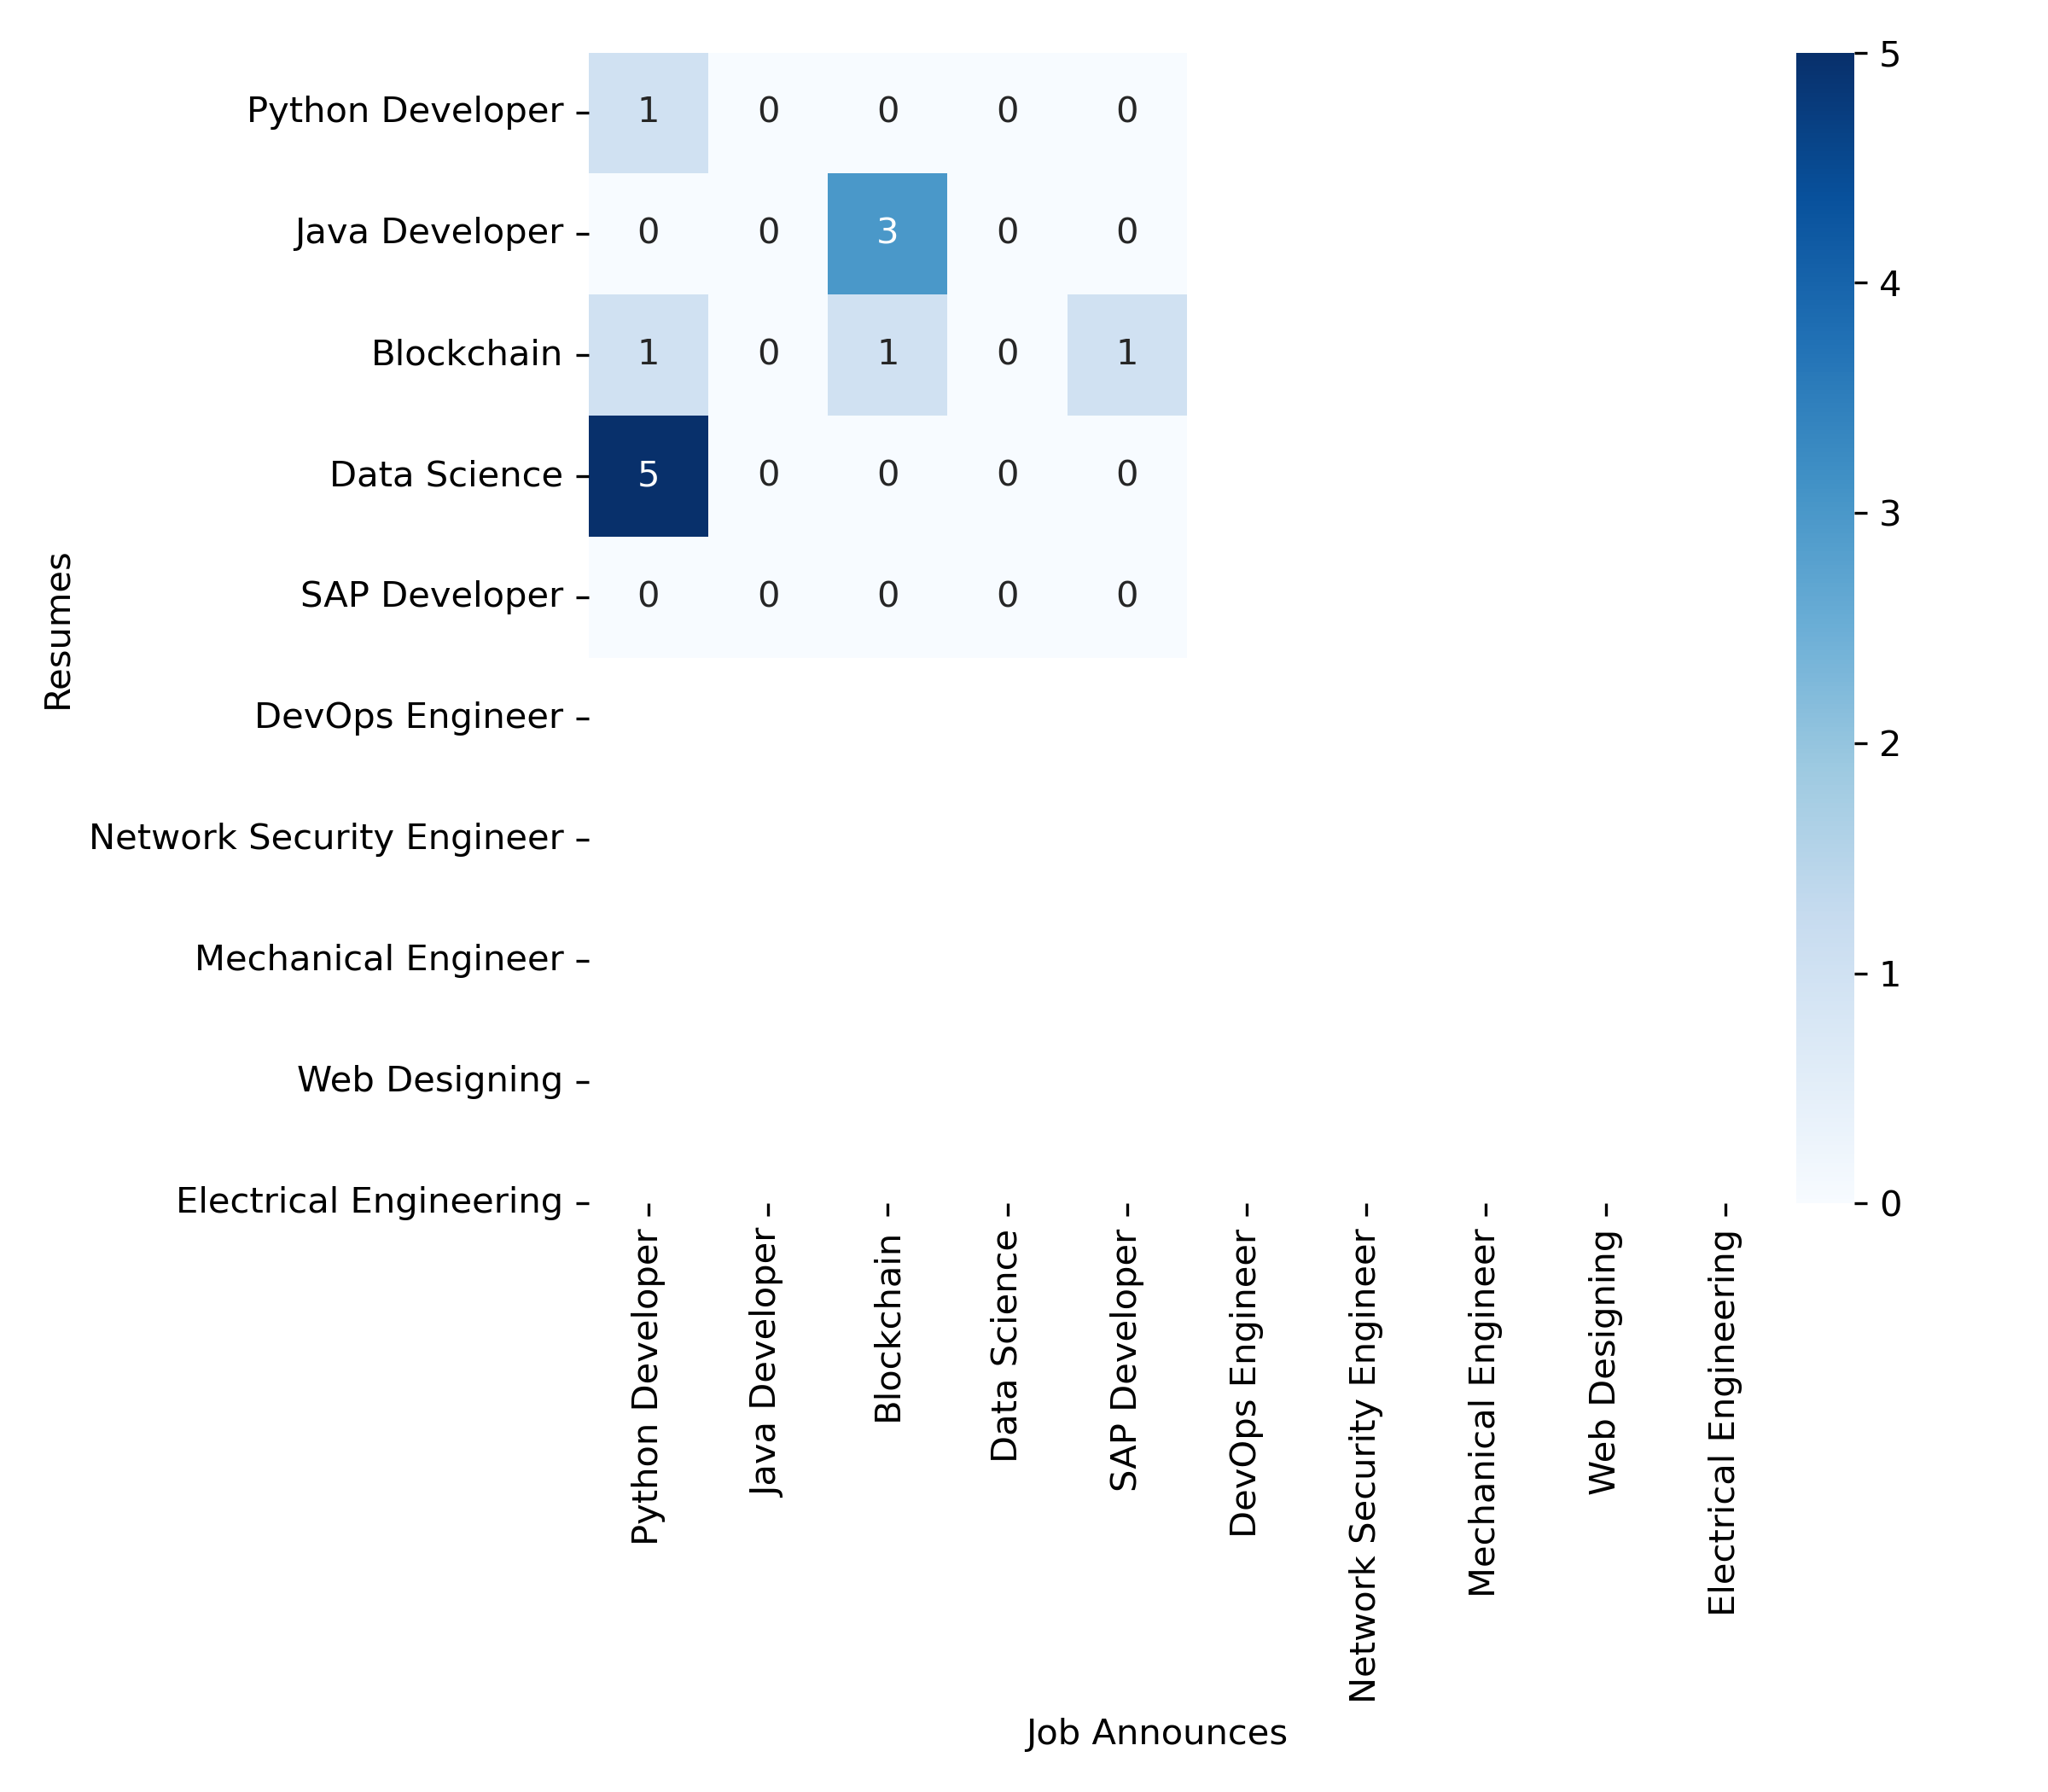 Python Developer 1 0 0 0 0
Java Developer 0 0 3 0 0
Blockchain 1 0 1 0 1
Data Science 5 0 0 0 0
SAP Developer 0 0 0 0 0
DevOps Engineer
Network Security Engineer
Mechanical Engineer
Web Designing
Electrical Engineering
Resumes
Python Developer
Java Developer
Blockchain
Data Science
SAP Developer
DevOps Engineer
Network Security Engineer
Mechanical Engineer
Web Designing
Electrical Engineering
Job Announces
5
4
3
2
1
0